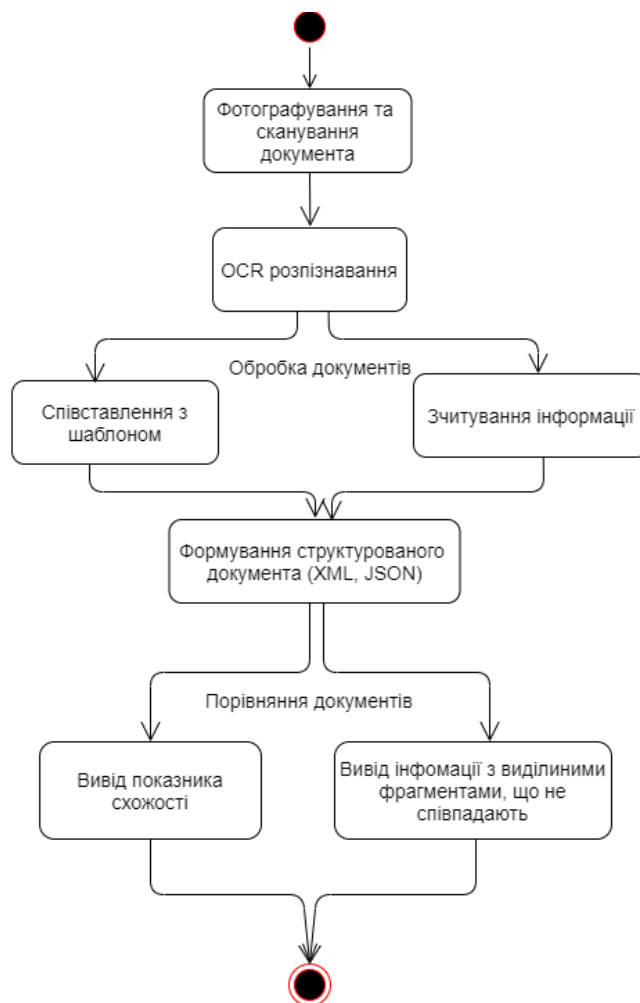 Фотографування та
сканування
документа
OCR розпізнавання
Обробка документів
Співставлення з
шаблоном
Зчитування інформації
Формування структурованого
документа (XML, JSON)
Порівняння документів
Вивід показника
схожості
Вивід інфомації з виділиними
фрагментами, що не
співпадають